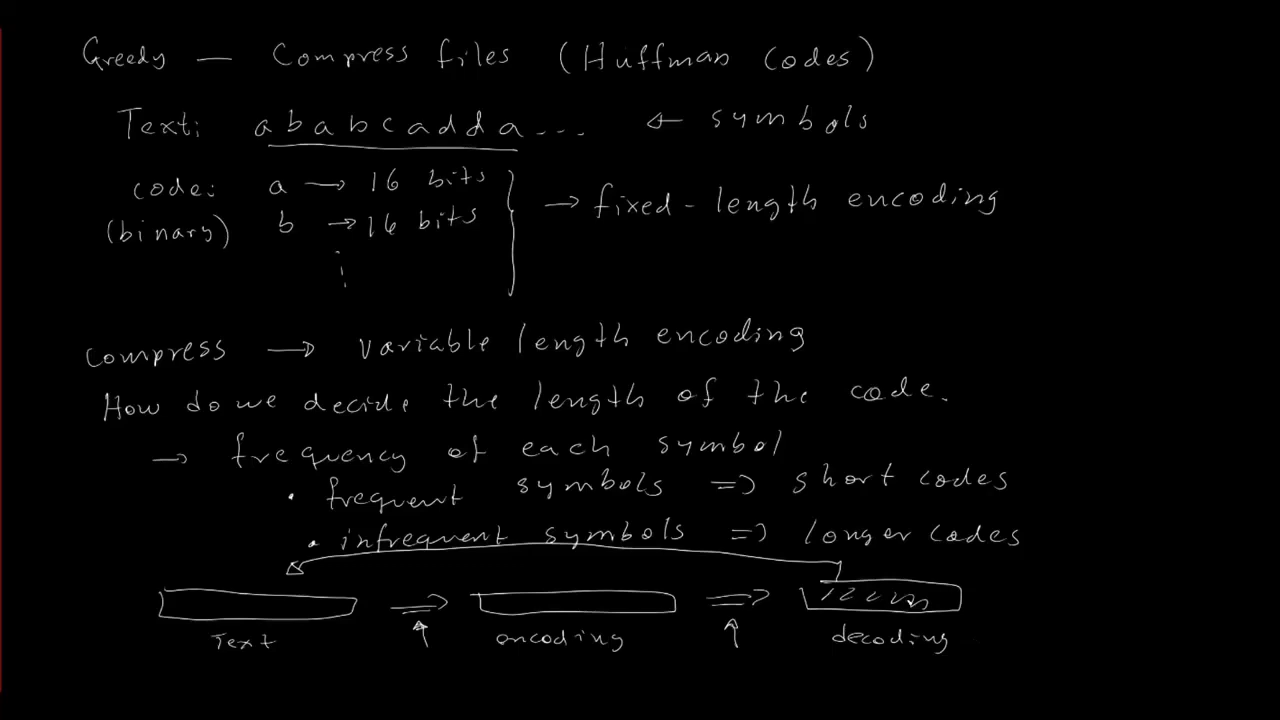 Greedy — Compress files (Huffman Codes)
Text: a b a b c a d d a ... ← symbols
code: a → 16 bits
(binary) b → 16 bits → fixed-length encoding
⋮
compress → variable length encoding
How do we decide the length of the code.
→ frequency of each symbol
• frequent symbols => short codes
• infrequent symbols => longer codes
Text => encoding => decoding